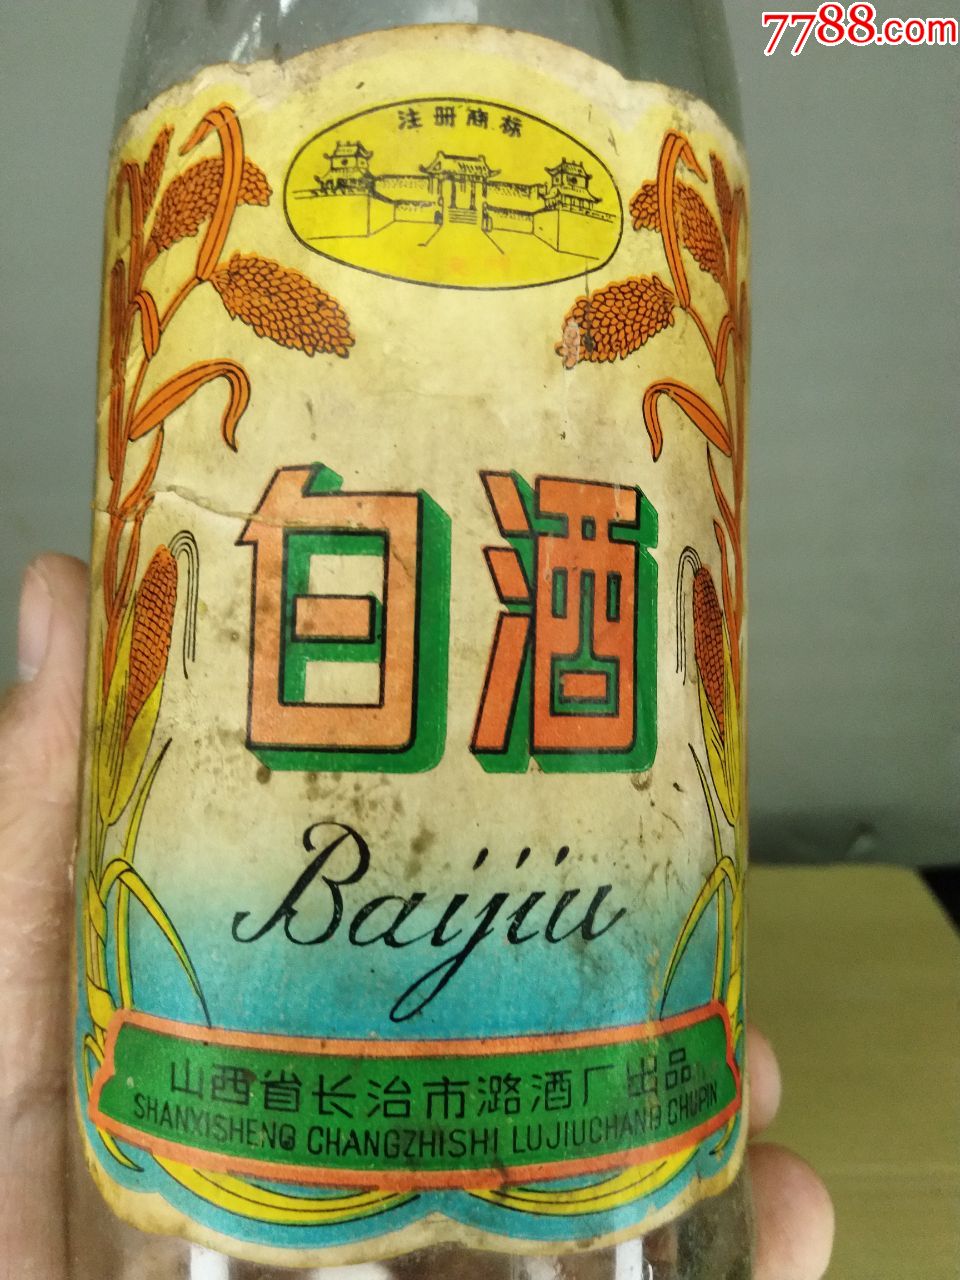 7788.com
注册商标
白酒
Baijiu
山西省长治市潞酒厂出品
SHANXISHENG CHANGZHISHI LUJIUCHANG CHUPIN